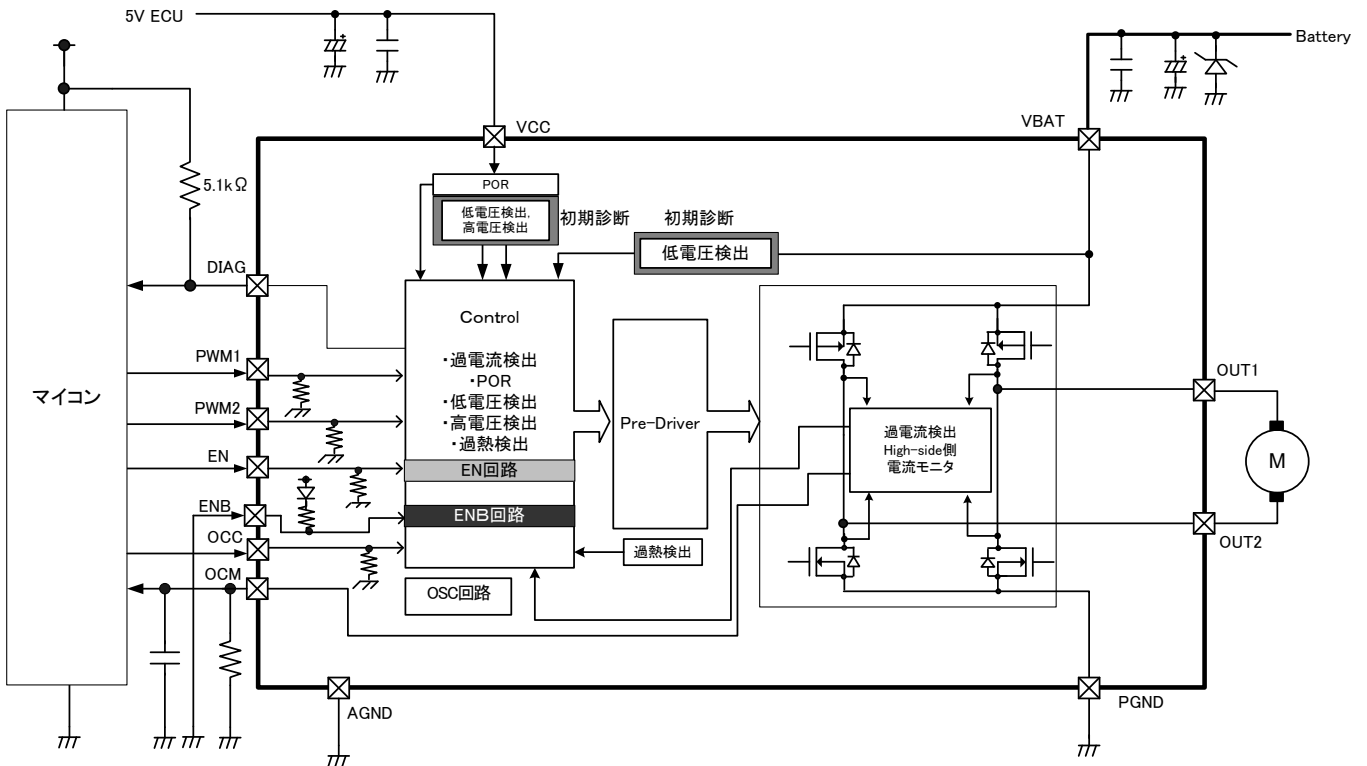 5V ECU
Battery
VCC
VBAT
POR
低電圧検出,
高電圧検出
初期診断
初期診断
低電圧検出
5.1kΩ
DIAG
PWM1
PWM2
EN
ENB
OCC
OCM
マイコン
Control
・過電流検出
・POR
・低電圧検出
・高電圧検出
・過熱検出
EN回路
ENB回路
OSC回路
Pre-Driver
過熱検出
過電流検出
High-side側
電流モニタ
OUT1
M
OUT2
AGND
PGND